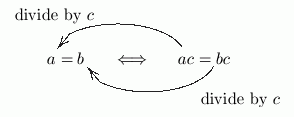 divide by c
a = b ⟺ ac = bc
divide by c